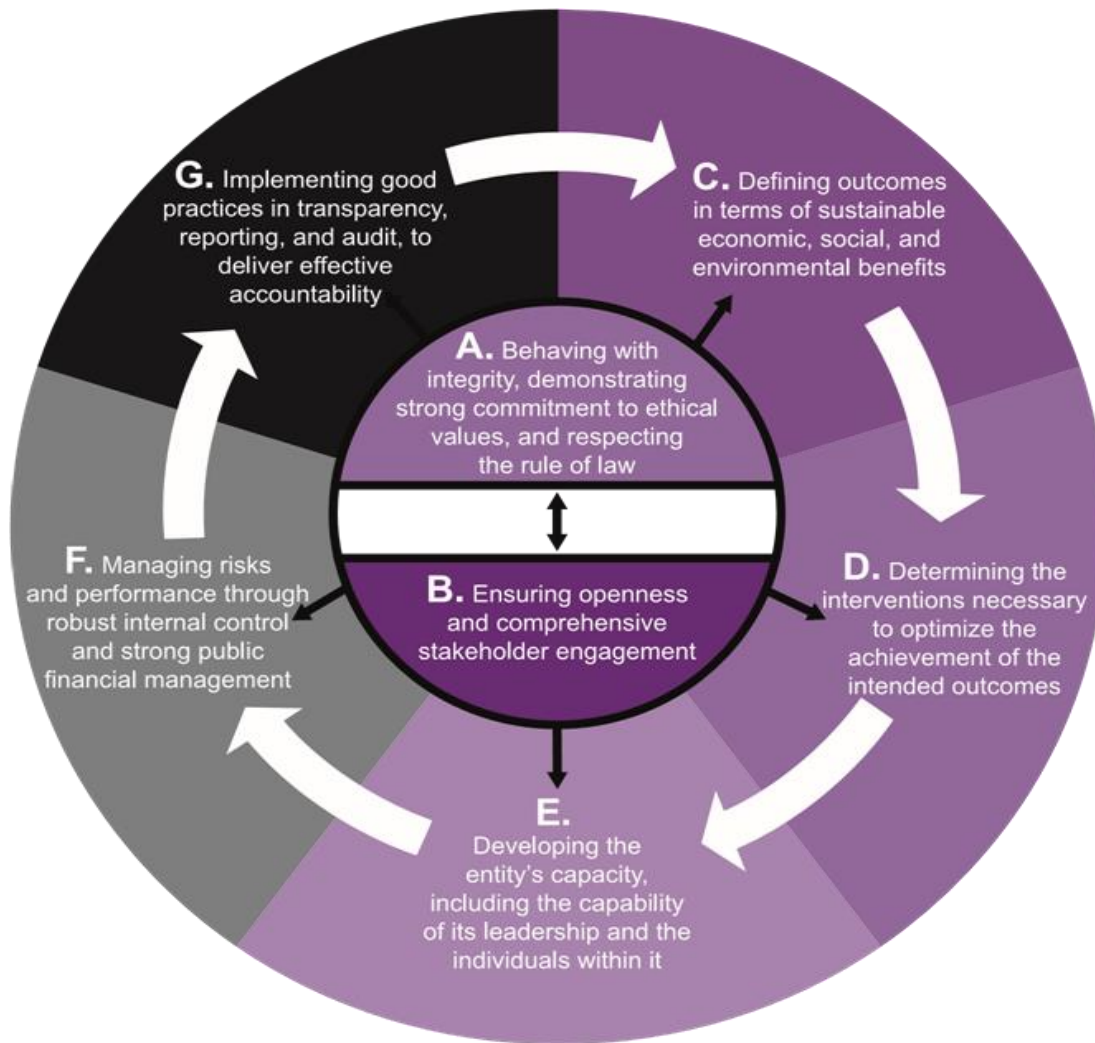 A. Behaving with
integrity, demonstrating
strong commitment to ethical
values, and respecting
the rule of law
B. Ensuring openness
and comprehensive
stakeholder engagement
C. Defining outcomes
in terms of sustainable
economic, social, and
environmental benefits
D. Determining the
interventions necessary
to optimize the
achievement of the
intended outcomes
E.
Developing the
entity's capacity,
including the capability
of its leadership and the
individuals within it
F. Managing risks
and performance through
robust internal control
and strong public
financial management
G. Implementing good
practices in transparency,
reporting, and audit, to
deliver effective
accountability